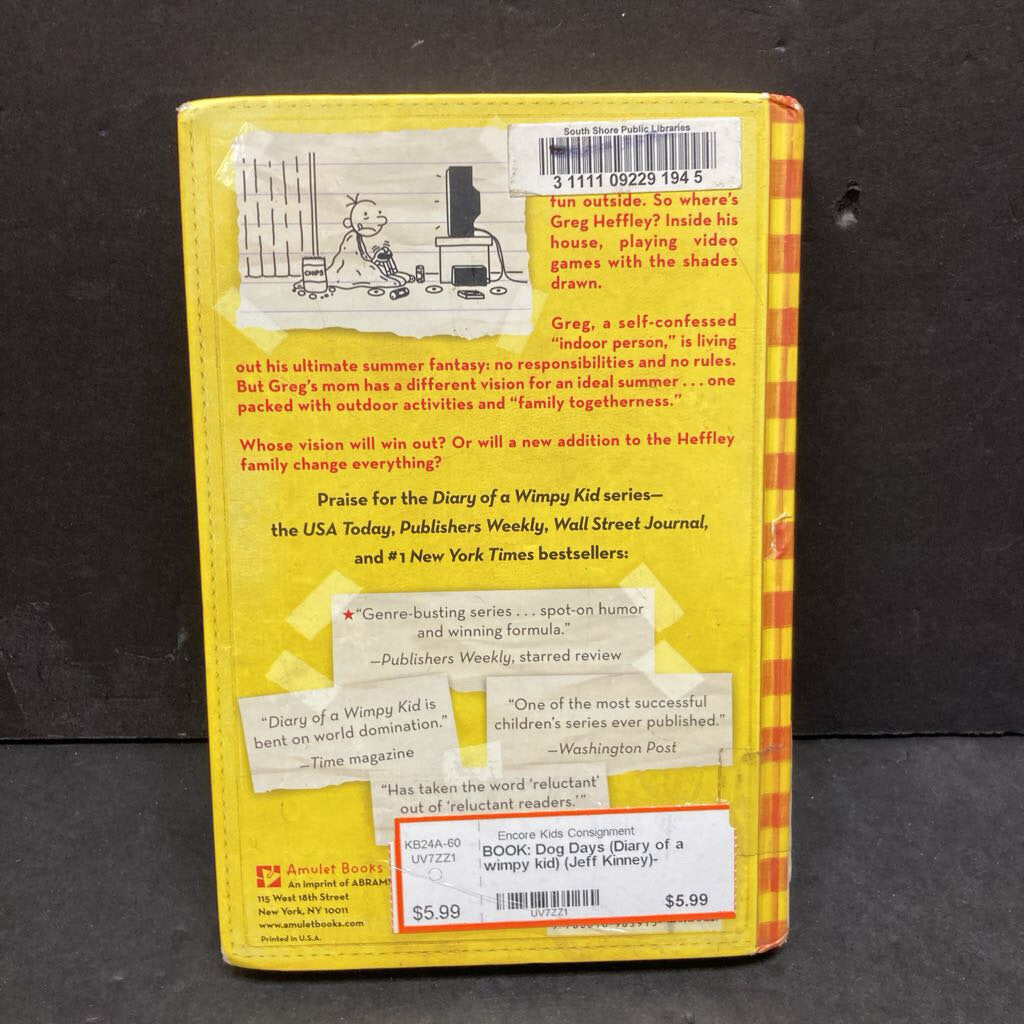 South Shore Public Libraries
3 1111 09229 194 5
CHIPS
fun outside. So where's
Greg Heffley? Inside his
house, playing video
games with the shades
drawn.
Greg, a self-confessed
"indoor person," is living
out his ultimate summer fantasy: no responsibilities and no rules.
But Greg's mom has a different vision for an ideal summer . . . one
packed with outdoor activities and "family togetherness."
Whose vision will win out? Or will a new addition to the Heffley
family change everything?
Praise for the Diary of a Wimpy Kid series—
the USA Today, Publishers Weekly, Wall Street Journal,
and #1 New York Times bestsellers:
★"Genre-busting series . . . spot-on humor
and winning formula."
—Publishers Weekly, starred review
"Diary of a Wimpy Kid is
bent on world domination."
—Time magazine
"One of the most successful
children's series ever published."
—Washington Post
"Has taken the word 'reluctant'
out of 'reluctant readers.'"
Amulet Books
An imprint of ABRAMS
115 West 18th Street
New York, NY 10011
www.amuletbooks.com
Printed in U.S.A.
KB24A-60
UV7ZZ1
$5.99
Encore Kids Consignment
BOOK: Dog Days (Diary of a
wimpy kid) (Jeff Kinney)-
UV7ZZ1
$5.99